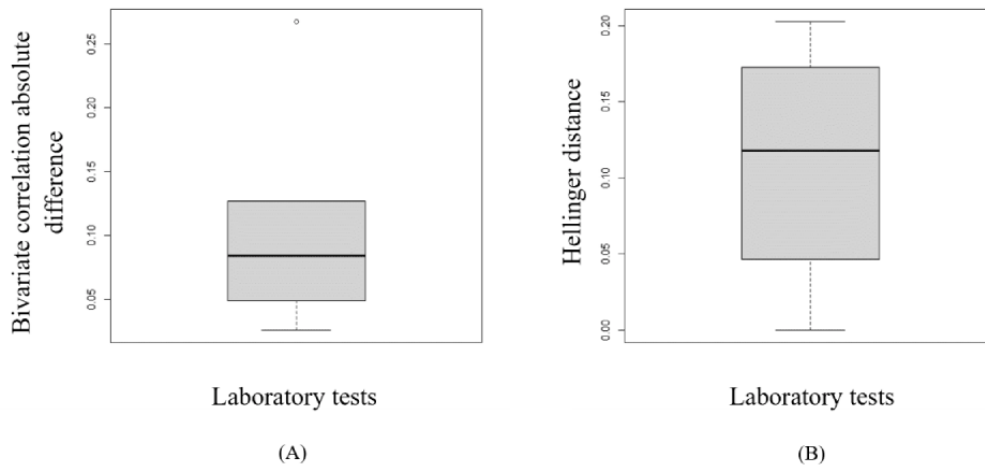 Bivariate correlation absolute
difference
0.25
0.20
0.15
0.10
0.05
Laboratory tests
(A)
Hellinger distance
0.20
0.15
0.10
0.05
0.00
Laboratory tests
(B)